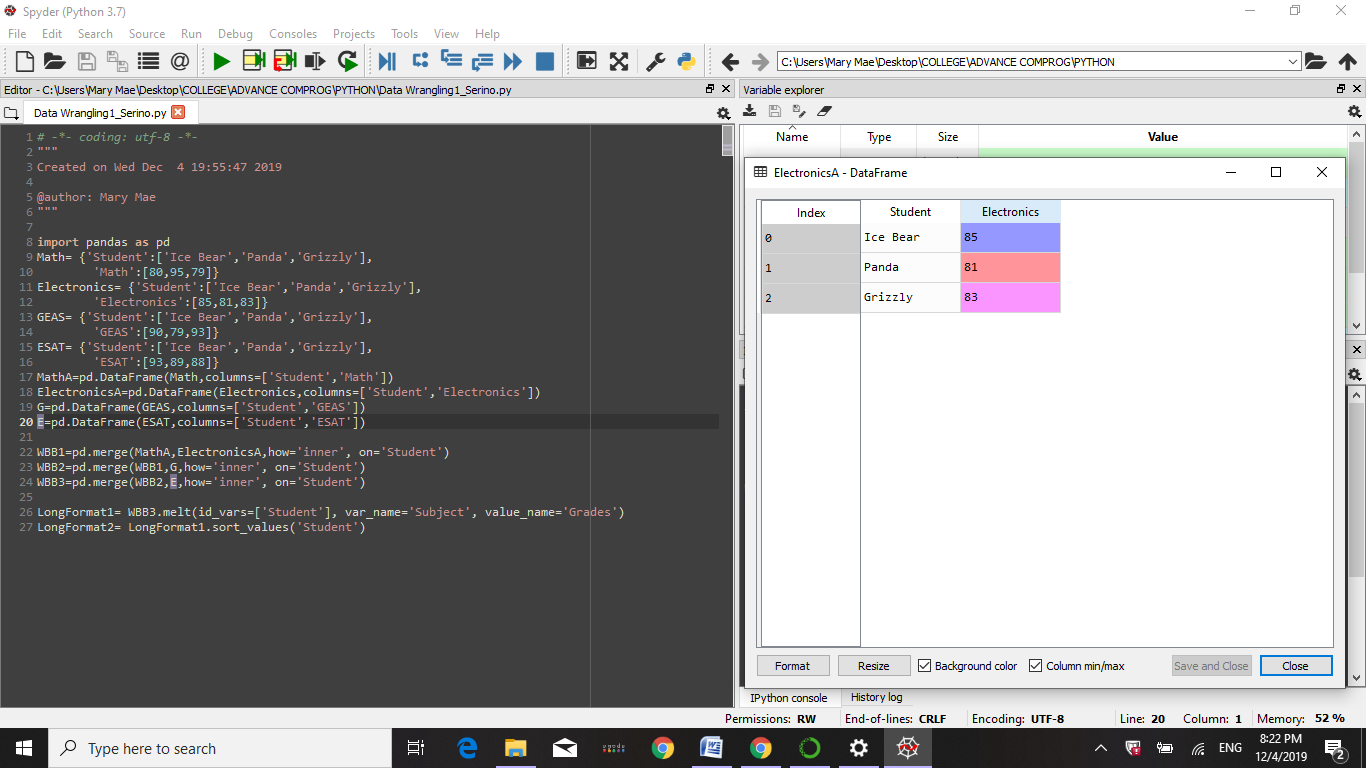 Spyder (Python 3.7)
File Edit Search Source Run Debug Consoles Projects Tools View Help
C:\Users\Mary Mae\Desktop\COLLEGE\ADVANCE COMPROG\PYTHON
Editor - C:\Users\Mary Mae\Desktop\COLLEGE\ADVANCE COMPROG\PYTHON\Data Wrangling1_Serino.py
Data Wrangling1_Serino.py
1 # -*- coding: utf-8 -*-
2 """
3 Created on Wed Dec  4 19:55:47 2019
4
5 @author: Mary Mae
6 """
7
8 import pandas as pd
9 Math= {'Student':['Ice Bear','Panda','Grizzly'],
10         'Math':[80,95,79]}
11 Electronics= {'Student':['Ice Bear','Panda','Grizzly'],
12         'Electronics':[85,81,83]}
13 GEAS= {'Student':['Ice Bear','Panda','Grizzly'],
14         'GEAS':[90,79,93]}
15 ESAT= {'Student':['Ice Bear','Panda','Grizzly'],
16         'ESAT':[93,89,88]}
17 MathA=pd.DataFrame(Math,columns=['Student','Math'])
18 ElectronicsA=pd.DataFrame(Electronics,columns=['Student','Electronics'])
19 G=pd.DataFrame(GEAS,columns=['Student','GEAS'])
20 E=pd.DataFrame(ESAT,columns=['Student','ESAT'])
21
22 WBB1=pd.merge(MathA,ElectronicsA,how='inner', on='Student')
23 WBB2=pd.merge(WBB1,G,how='inner', on='Student')
24 WBB3=pd.merge(WBB2,E,how='inner', on='Student')
25
26 LongFormat1= WBB3.melt(id_vars=['Student'], var_name='Subject', value_name='Grades')
27 LongFormat2= LongFormat1.sort_values('Student')
Variable explorer
Name Type Size Value
ElectronicsA - DataFrame
Index Student Electronics
0 Ice Bear 85
1 Panda 81
2 Grizzly 83
Format Resize Background color Column min/max Save and Close Close
IPython console History log
Permissions: RW End-of-lines: CRLF Encoding: UTF-8 Line: 20 Column: 1 Memory: 52 %
Type here to search
ENG
8:22 PM
12/4/2019
2